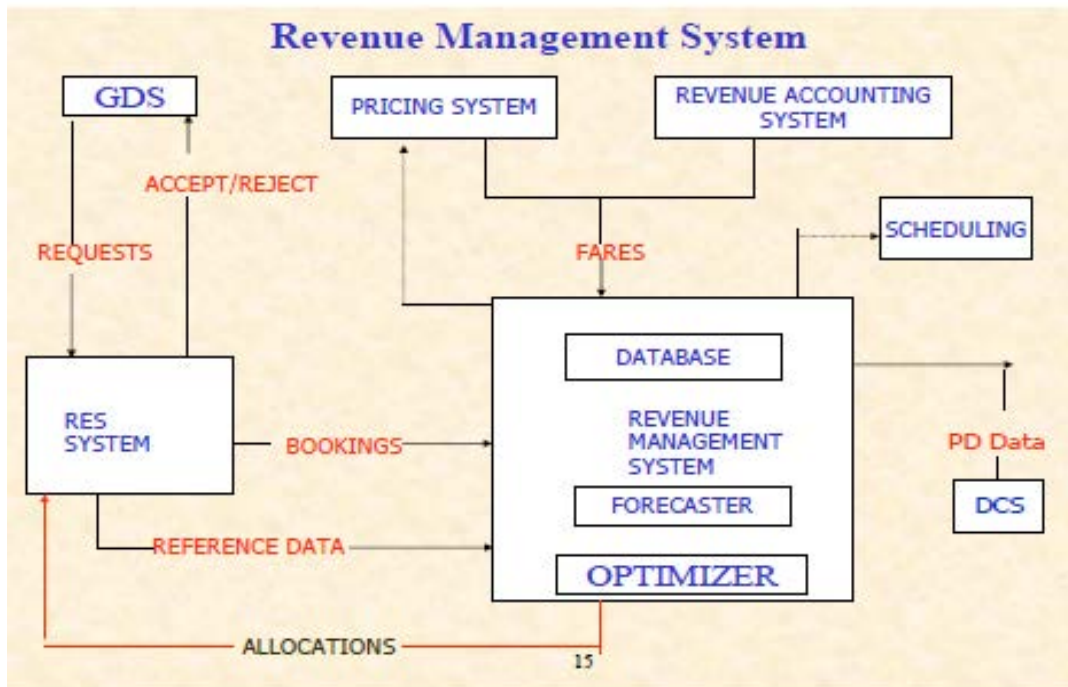 Revenue Management System
GDS
PRICING SYSTEM
REVENUE ACCOUNTING
SYSTEM
ACCEPT/REJECT
REQUESTS
FARES
SCHEDULING
DATABASE
RES
SYSTEM
BOOKINGS
REVENUE
MANAGEMENT
SYSTEM
PD Data
FORECASTER
DCS
REFERENCE DATA
OPTIMIZER
ALLOCATIONS
15